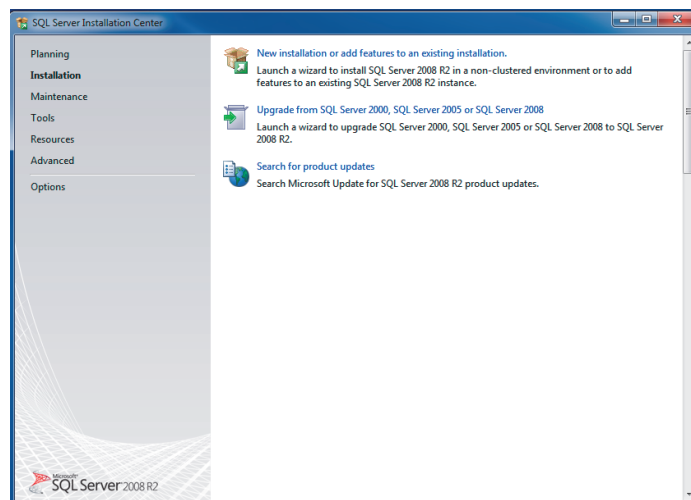 SQL Server Installation Center
Planning
Installation
Maintenance
Tools
Resources
Advanced
Options
New installation or add features to an existing installation.
Launch a wizard to install SQL Server 2008 R2 in a non-clustered environment or to add
features to an existing SQL Server 2008 R2 instance.
Upgrade from SQL Server 2000, SQL Server 2005 or SQL Server 2008
Launch a wizard to upgrade SQL Server 2000, SQL Server 2005 or SQL Server 2008 to SQL Server
2008 R2.
Search for product updates
Search Microsoft Update for SQL Server 2008 R2 product updates.
Microsoft
SQL Server 2008 R2